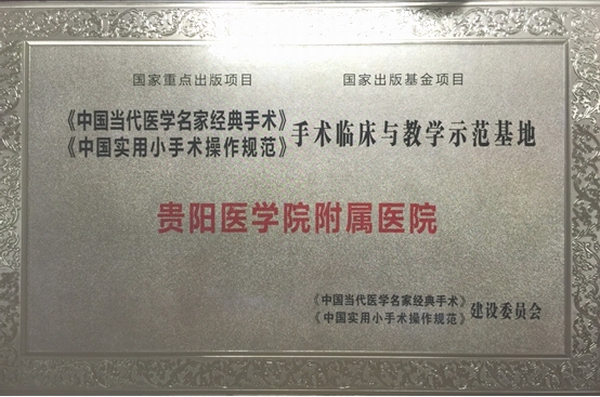 国家重点出版项目 国家出版基金项目
《中国当代医学名家经典手术》
《中国实用小手术操作规范》
手术临床与教学示范基地
贵阳医学院附属医院
《中国当代医学名家经典手术》
《中国实用小手术操作规范》
建设委员会